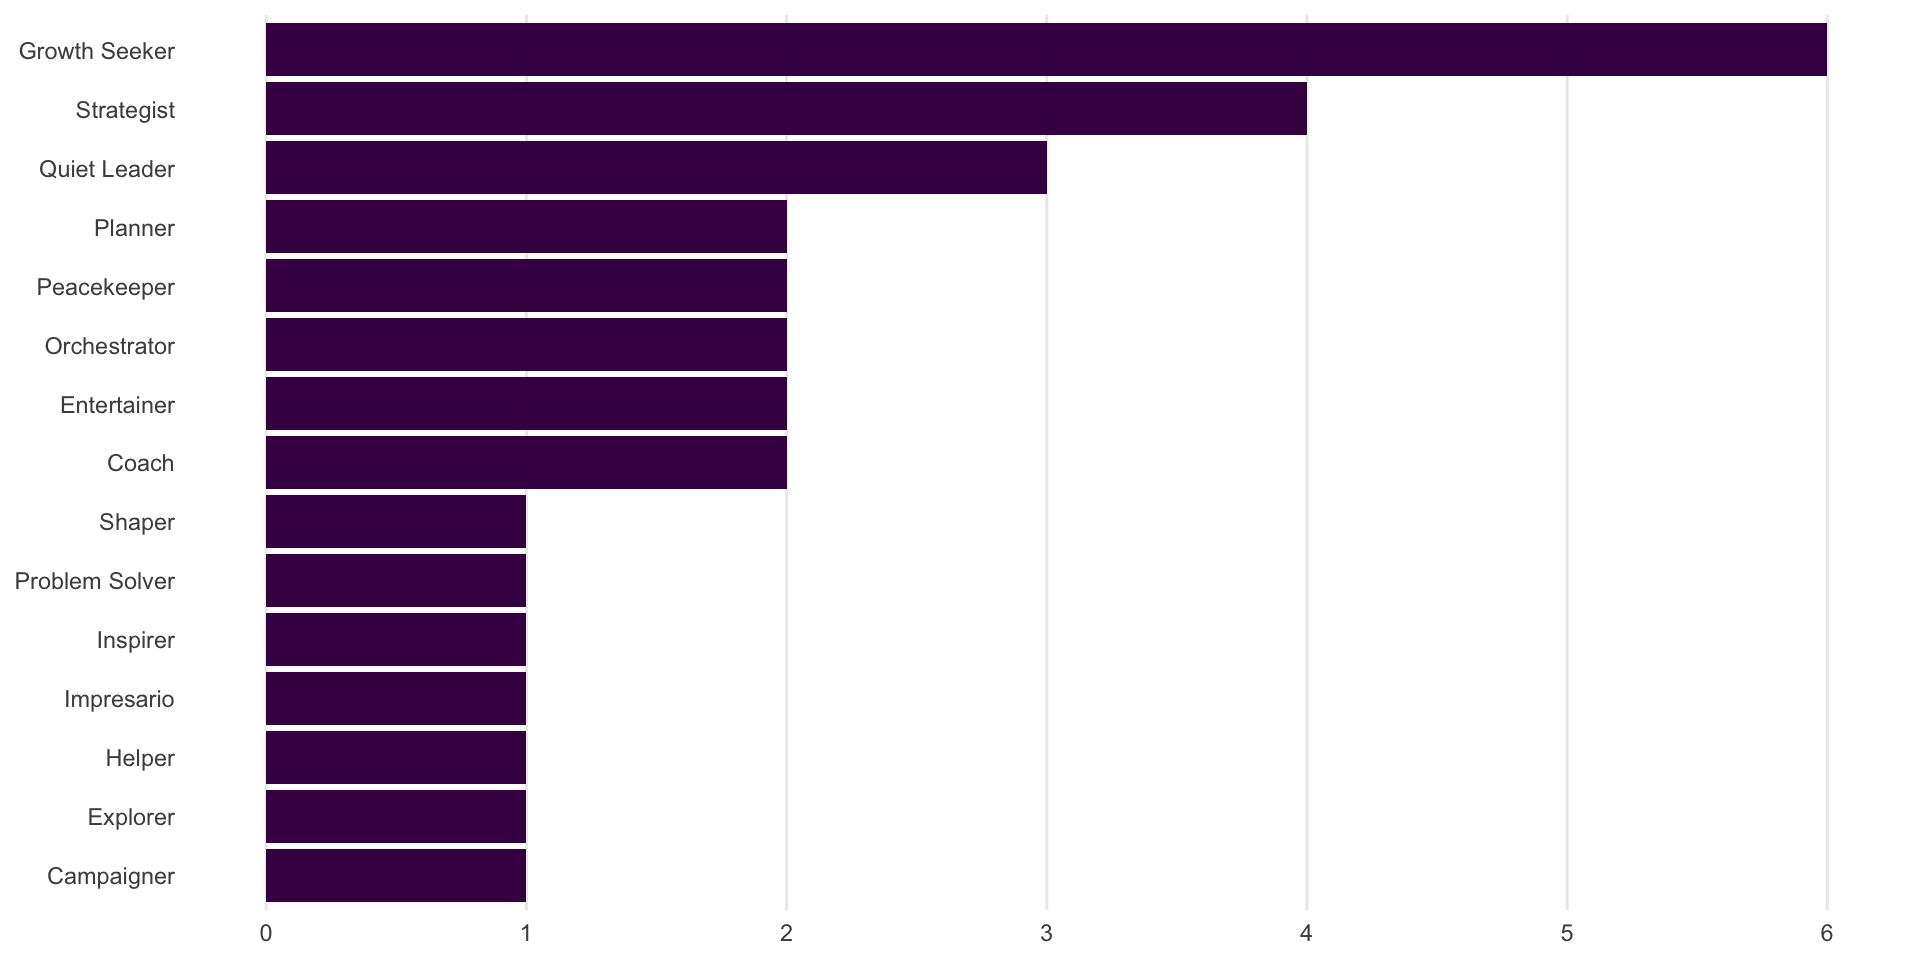 Growth Seeker
Strategist
Quiet Leader
Planner
Peacekeeper
Orchestrator
Entertainer
Coach
Shaper
Problem Solver
Inspirer
Impresario
Helper
Explorer
Campaigner
0 1 2 3 4 5 6